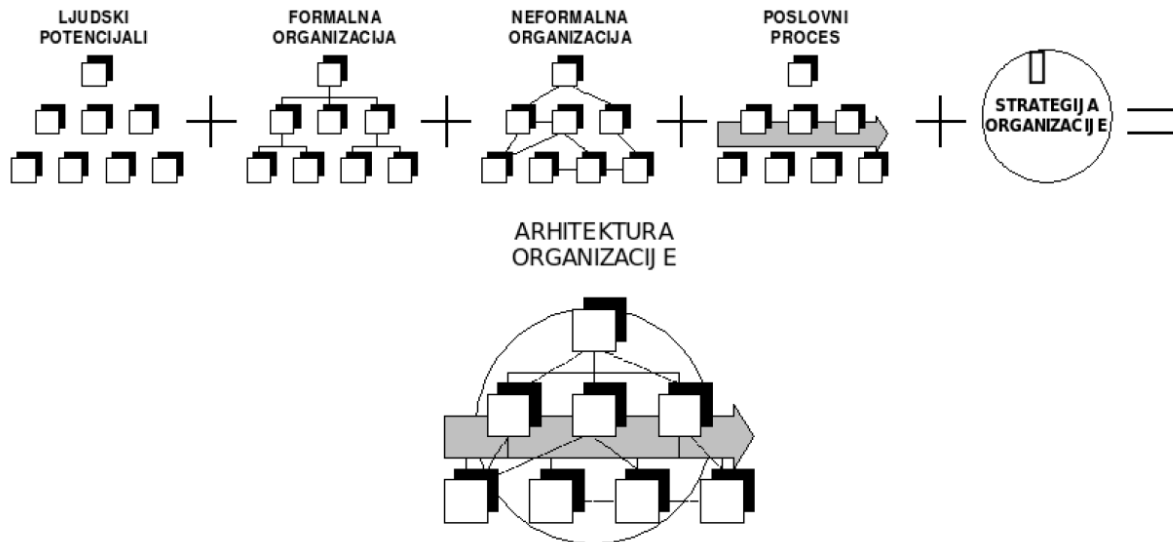 LJUDSKI
POTENCIJALI
FORMALNA
ORGANIZACIJA
NEFORMALNA
ORGANIZACIJA
POSLOVNI
PROCES
STRATEGIJA
ORGANIZACIJE
ARHITEKTURA
ORGANIZACIJE